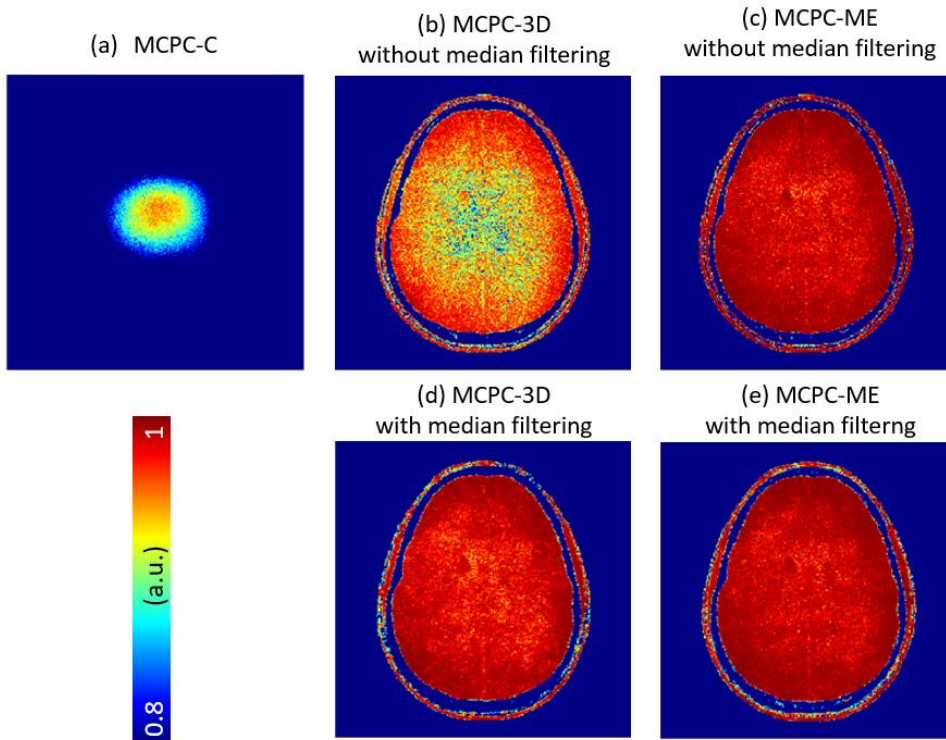 (a)  MCPC-C
(b) MCPC-3D
without median filtering
(c) MCPC-ME
without median filtering
1
(a.u.)
0.8
(d) MCPC-3D
with median filtering
(e) MCPC-ME
with median filterng